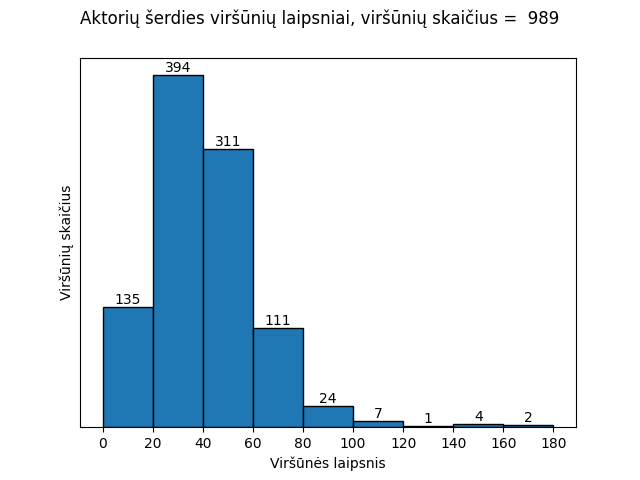 Aktorių šerdies viršūnių laipsniai, viršūnių skaičius =  989
394
311
135
111
24
7
1
4
2
Viršūnių skaičius
0 20 40 60 80 100 120 140 160 180
Viršūnės laipsnis